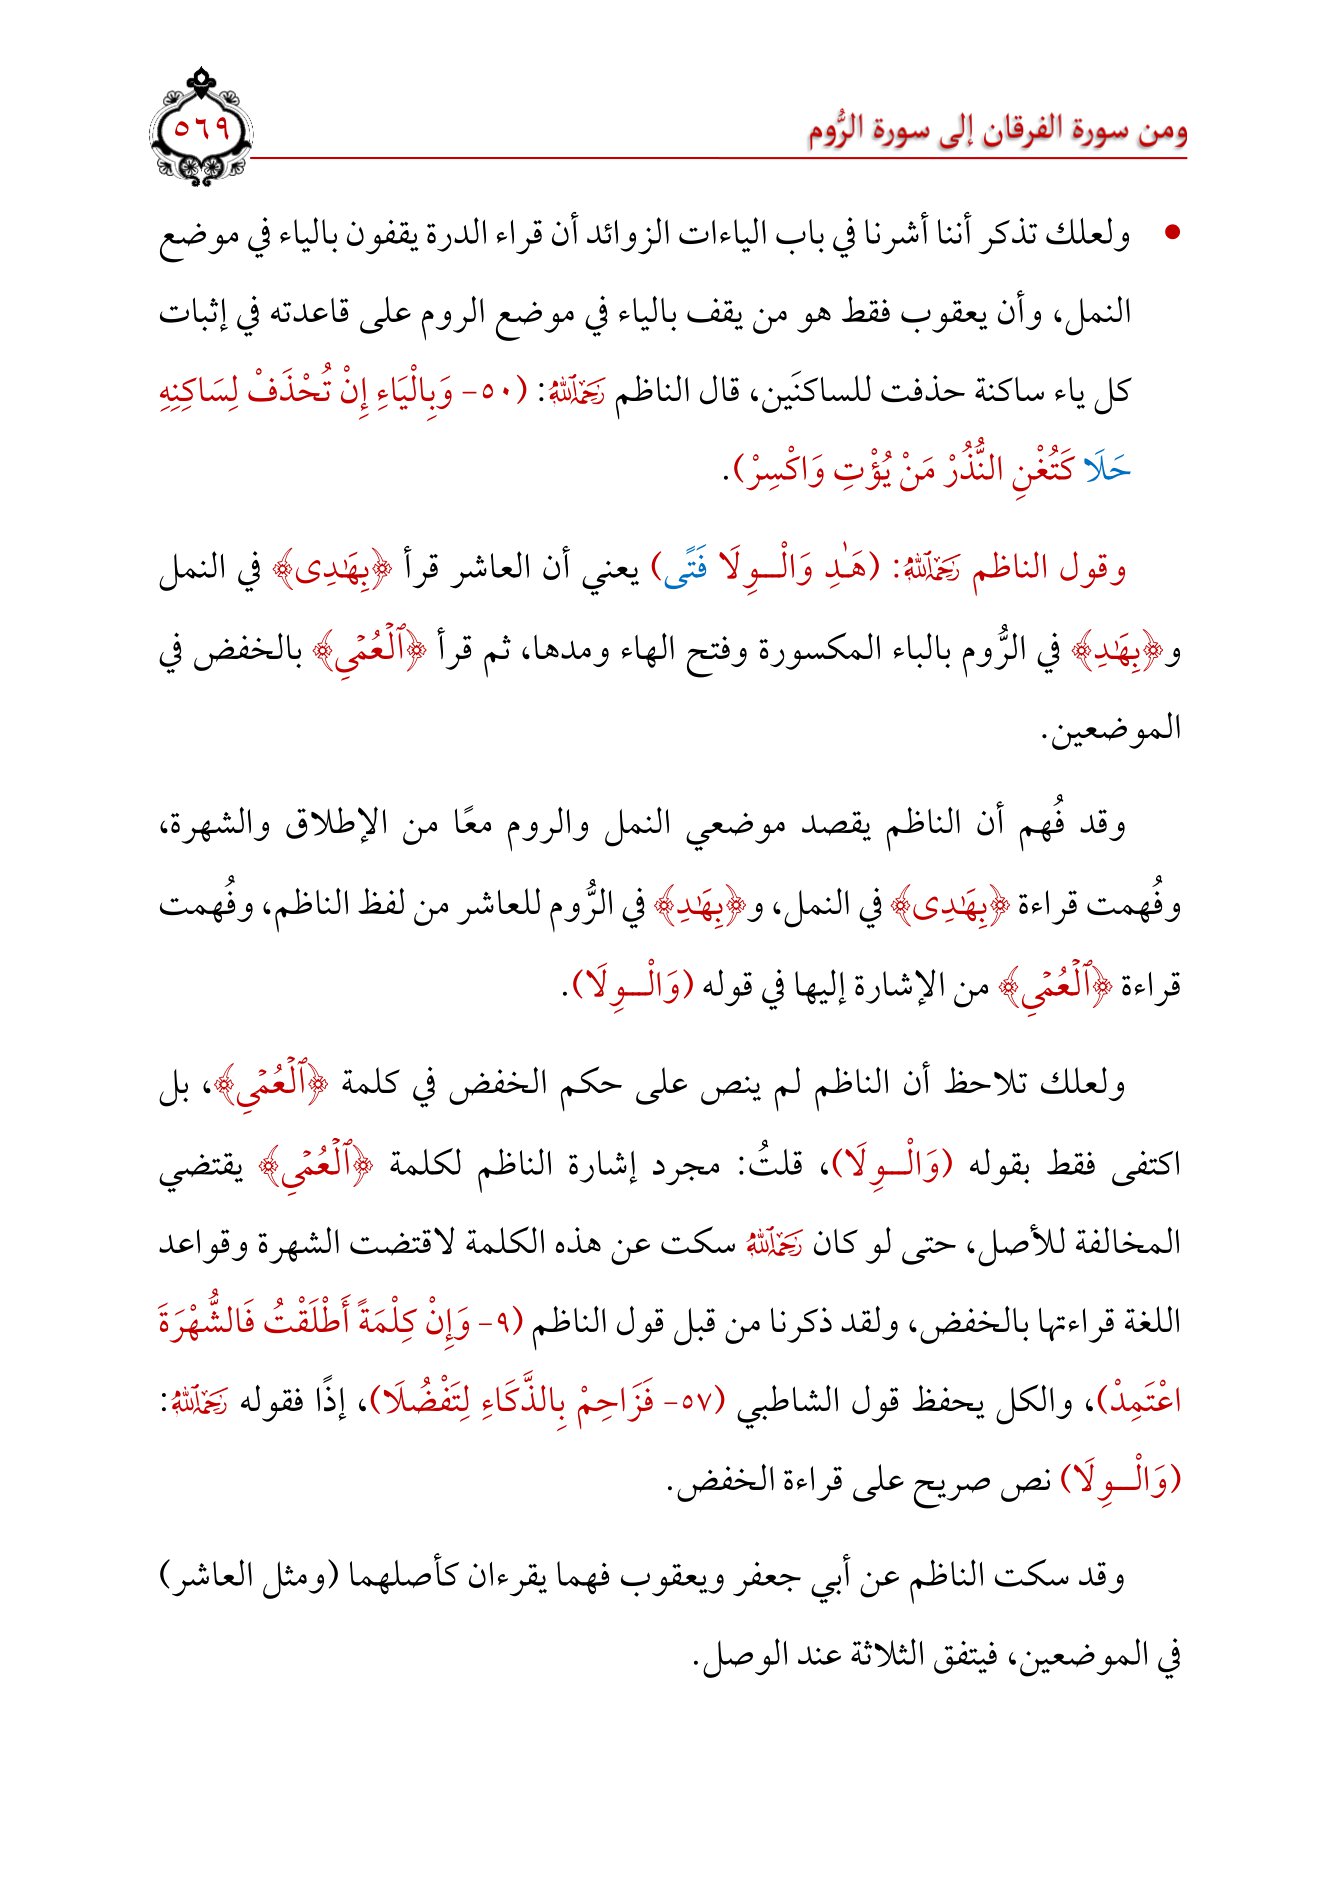 ومن سورة الفرقان إلى سورة الرُّوم
٥٦٩
• ولعلك تذكر أننا أشرنا في باب الياءات الزوائد أن قراء الدرة يقفون بالياء في موضع
النمل، وأن يعقوب فقط هو من يقف بالياء في موضع الروم على قاعدته في إثبات
كل ياء ساكنة حذفت للساكنَين، قال الناظم رَحِمَهُ ٱللَّهُ: (٥٠- وَبِالْيَاءِ إِنْ تُحْذَفْ لِسَاكِنِهِ
حَلَا كَتُغْنِ النُّذُرْ مَنْ يُؤْتِ وَاكْسِرْ).
وقول الناظم رَحِمَهُ ٱللَّهُ: (هَـٰدِ وَالْـــوِلَا فَتًى) يعني أن العاشر قرأ ﴿بِهَـٰدِى﴾ في النمل
و﴿بِهَـٰدِ﴾ في الرُّوم بالباء المكسورة وفتح الهاء ومدها، ثم قرأ ﴿ٱلْعُمْىِ﴾ بالخفض في
الموضعين.
وقد فُهم أن الناظم يقصد موضعي النمل والروم معًا من الإطلاق والشهرة،
وفُهمت قراءة ﴿بِهَـٰدِى﴾ في النمل، و﴿بِهَـٰدِ﴾ في الرُّوم للعاشر من لفظ الناظم، وفُهمت
قراءة ﴿ٱلْعُمْىِ﴾ من الإشارة إليها في قوله (وَالْـــوِلَا).
ولعلك تلاحظ أن الناظم لم ينص على حكم الخفض في كلمة ﴿ٱلْعُمْىِ﴾، بل
اكتفى فقط بقوله (وَالْـــوِلَا)، قلتُ: مجرد إشارة الناظم لكلمة ﴿ٱلْعُمْىِ﴾ يقتضي
المخالفة للأصل، حتى لو كان رَحِمَهُ ٱللَّهُ سكت عن هذه الكلمة لاقتضت الشهرة وقواعد
اللغة قراءتها بالخفض، ولقد ذكرنا من قبل قول الناظم (٩- وَإِنْ كِلْمَةً أَطْلَقْتُ فَالشُّهْرَةَ
اعْتَمِدْ)، والكل يحفظ قول الشاطبي (٥٧- فَزَاحِمْ بِالذَّكَاءِ لِتَفْضُلَا)، إذًا فقوله رَحِمَهُ ٱللَّهُ:
(وَالْـــوِلَا) نص صريح على قراءة الخفض.
وقد سكت الناظم عن أبي جعفر ويعقوب فهما يقرءان كأصلهما (ومثل العاشر)
في الموضعين، فيتفق الثلاثة عند الوصل.